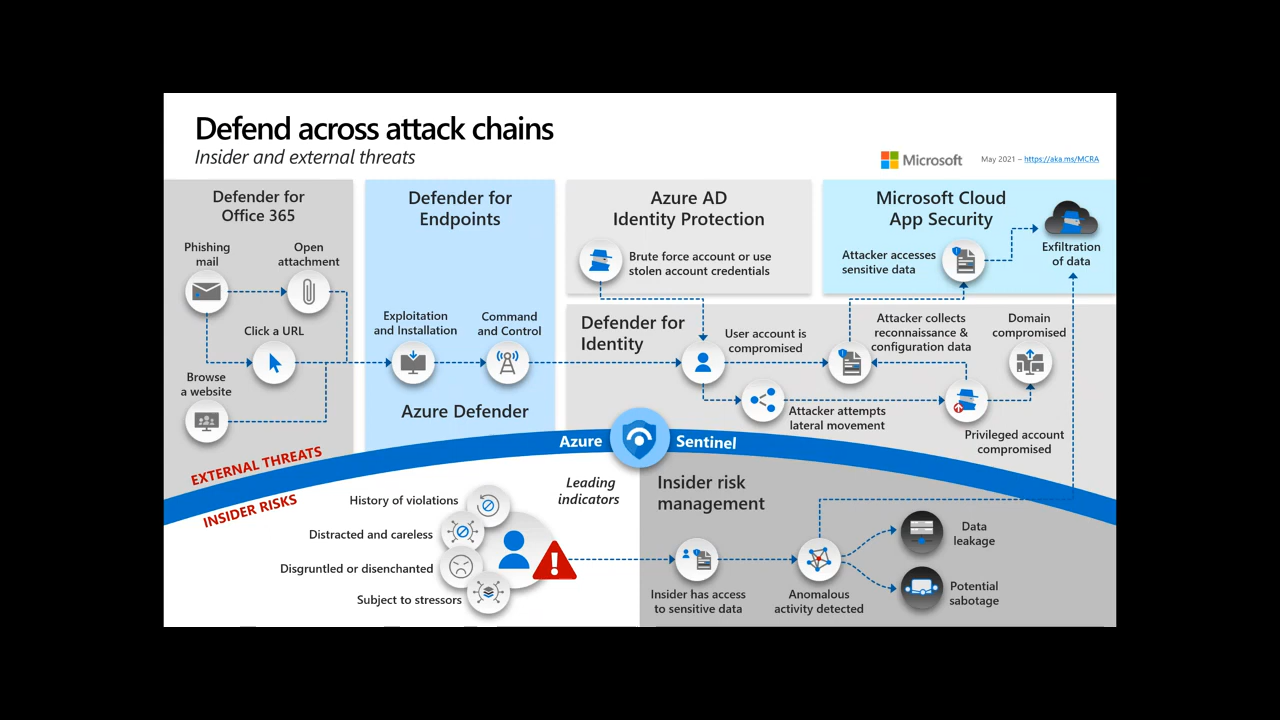 Defend across attack chains
Insider and external threats
Microsoft
May 2021 – https://aka.ms/MCRA
Defender for
Office 365
Phishing
mail
Open
attachment
Click a URL
Browse
a website
Defender for
Endpoints
Exploitation
and Installation
Command
and Control
Azure Defender
Azure AD
Identity Protection
Brute force account or use
stolen account credentials
Microsoft Cloud
App Security
Attacker accesses
sensitive data
Exfiltration
of data
Defender for
Identity
User account is
compromised
Attacker collects
reconnaissance &
configuration data
Domain
compromised
Attacker attempts
lateral movement
Privileged account
compromised
Azure
Sentinel
EXTERNAL THREATS
INSIDER RISKS
Leading
indicators
History of violations
Distracted and careless
Disgruntled or disenchanted
Subject to stressors
Insider risk
management
Insider has access
to sensitive data
Anomalous
activity detected
Data
leakage
Potential
sabotage